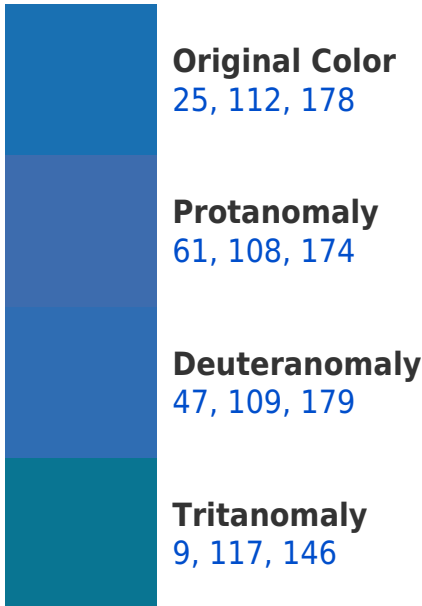 Original Color
25, 112, 178
Protanomaly
61, 108, 174
Deuteranomaly
47, 109, 179
Tritanomaly
9, 117, 146